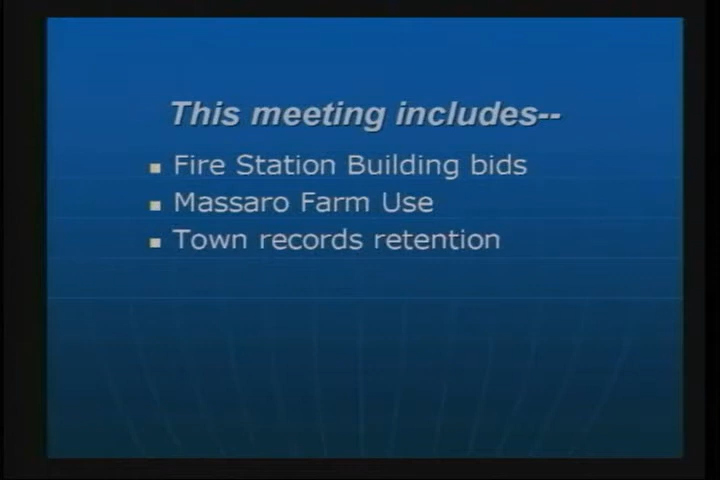 This meeting includes--
Fire Station Building bids
Massaro Farm Use
Town records retention